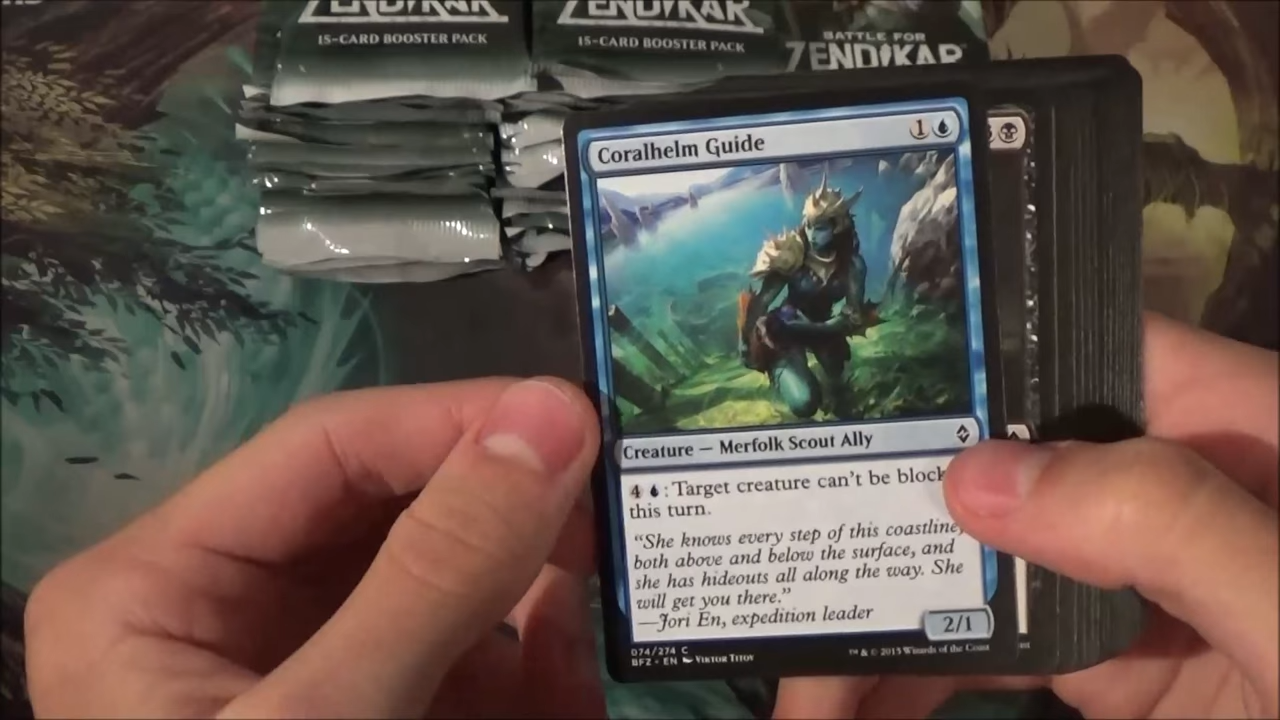 ZENDIKAR
15-CARD BOOSTER PACK
ZENDIKAR
15-CARD BOOSTER PACK
BATTLE FOR
ZENDIKAR
Coralhelm Guide 1
Creature — Merfolk Scout Ally
4 : Target creature can't be block
this turn.
"She knows every step of this coastline,
both above and below the surface, and
she has hideouts all along the way. She
will get you there."
—Jori En, expedition leader
2/1
074/274 C
BFZ • EN Viktor Titov
™ & © 2015 Wizards of the Coast